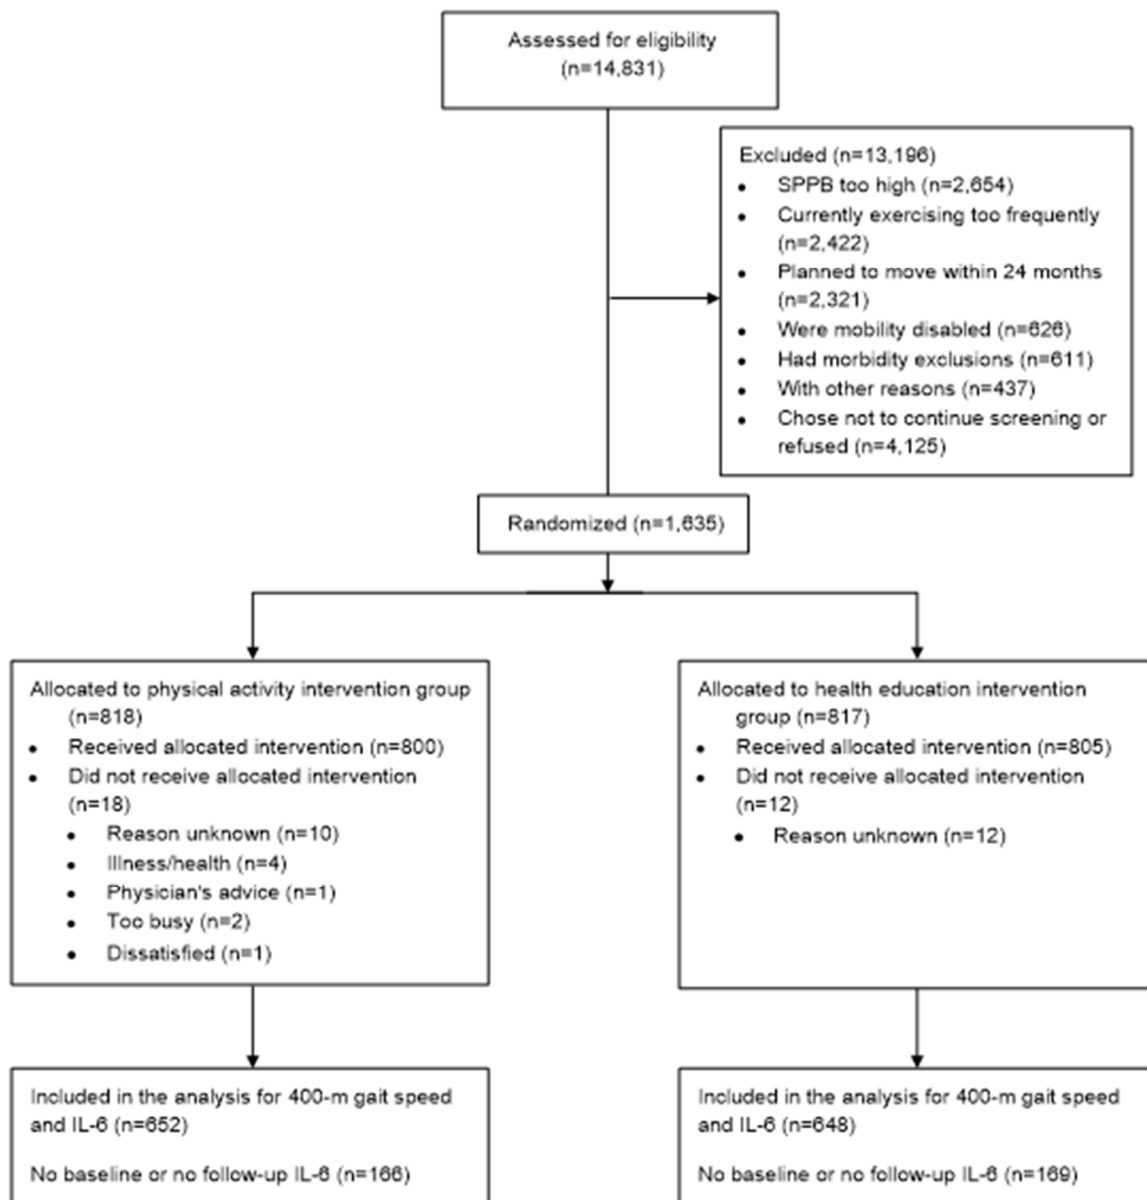 Assessed for eligibility
(n=14,831)
Excluded (n=13,196)
• SPPB too high (n=2,654)
• Currently exercising too frequently
(n=2,422)
• Planned to move within 24 months
(n=2,321)
• Were mobility disabled (n=626)
• Had morbidity exclusions (n=611)
• With other reasons (n=437)
• Chose not to continue screening or
refused (n=4,125)
Randomized (n=1,635)
Allocated to physical activity intervention group
(n=818)
• Received allocated intervention (n=800)
• Did not receive allocated intervention
(n=18)
• Reason unknown (n=10)
• Illness/health (n=4)
• Physician's advice (n=1)
• Too busy (n=2)
• Dissatisfied (n=1)
Allocated to health education intervention
group (n=817)
• Received allocated intervention (n=805)
• Did not receive allocated intervention
(n=12)
• Reason unknown (n=12)
Included in the analysis for 400-m gait speed
and IL-6 (n=652)
No baseline or no follow-up IL-6 (n=166)
Included in the analysis for 400-m gait speed
and IL-6 (n=648)
No baseline or no follow-up IL-6 (n=169)